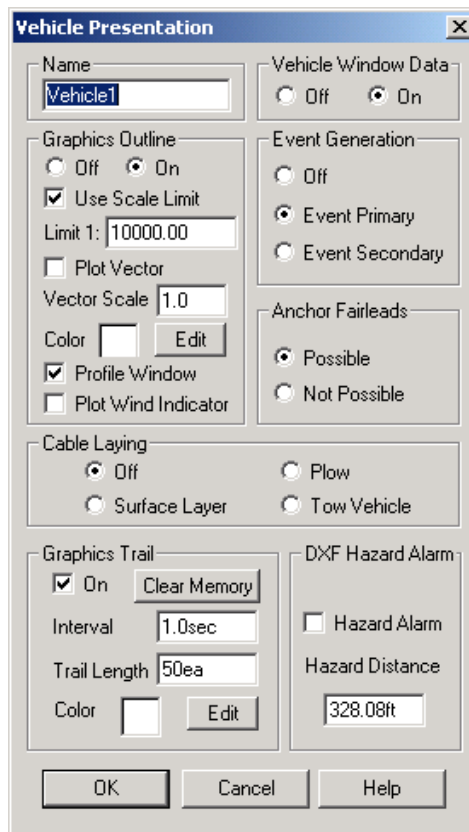 Vehicle Presentation
Name
Vehicle1
Vehicle Window Data
Off On
Graphics Outline
Off On
Use Scale Limit
Limit 1: 10000.00
Plot Vector
Vector Scale 1.0
Color Edit
Profile Window
Plot Wind Indicator
Event Generation
Off
Event Primary
Event Secondary
Anchor Fairleads
Possible
Not Possible
Cable Laying
Off Plow
Surface Layer Tow Vehicle
Graphics Trail
On Clear Memory
Interval 1.0sec
Trail Length 50ea
Color Edit
DXF Hazard Alarm
Hazard Alarm
Hazard Distance
328.08ft
OK Cancel Help